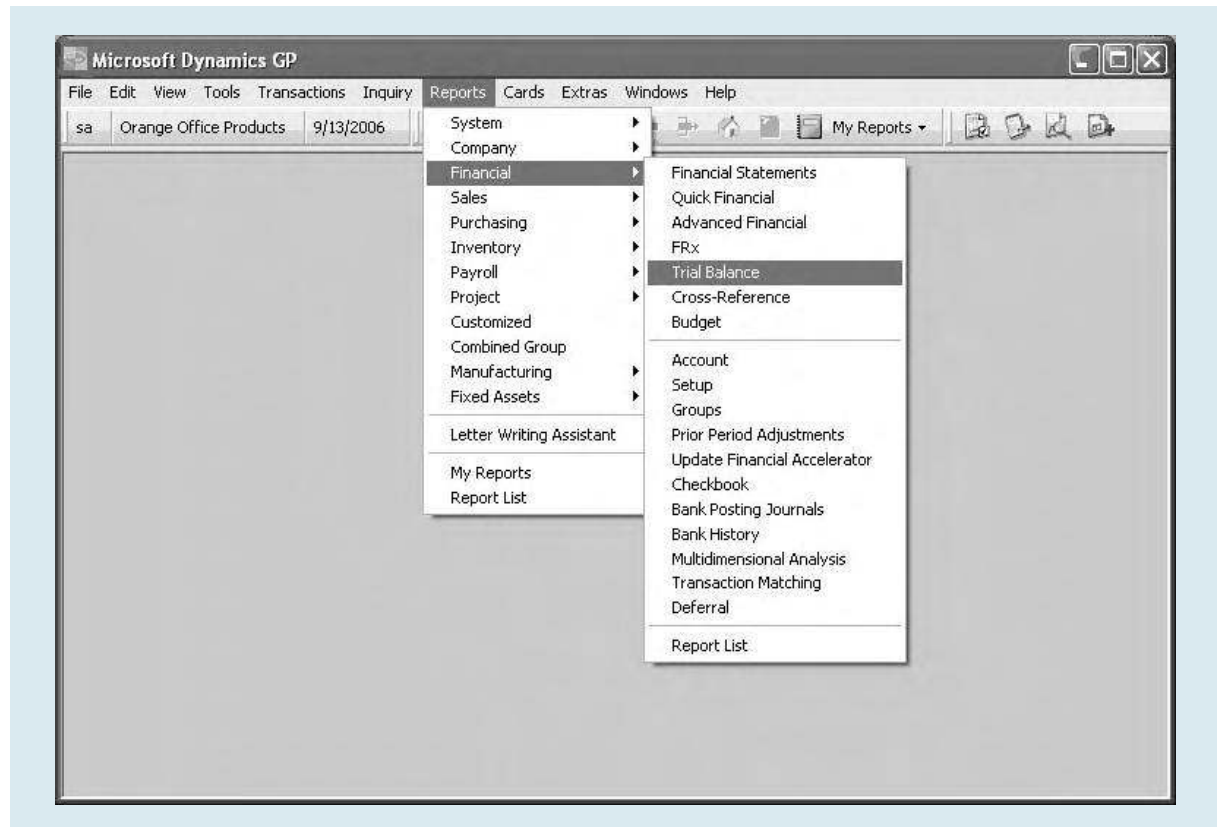 Microsoft Dynamics GP
File Edit View Tools Transactions Inquiry Reports Cards Extras Windows Help
sa Orange Office Products 9/13/2006 My Reports
System
Company
Financial
Sales
Purchasing
Inventory
Payroll
Project
Customized
Combined Group
Manufacturing
Fixed Assets
Letter Writing Assistant
My Reports
Report List
Financial Statements
Quick Financial
Advanced Financial
FRx
Trial Balance
Cross-Reference
Budget
Account
Setup
Groups
Prior Period Adjustments
Update Financial Accelerator
Checkbook
Bank Posting Journals
Bank History
Multidimensional Analysis
Transaction Matching
Deferral
Report List